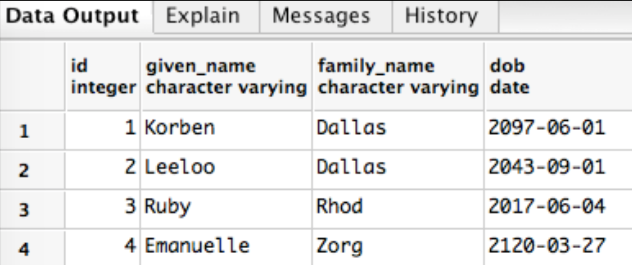 Data Output Explain Messages History
id given_name family_name dob
integer character varying character varying date
1 1 Korben Dallas 2097-06-01
2 2 Leeloo Dallas 2043-09-01
3 3 Ruby Rhod 2017-06-04
4 4 Emanuelle Zorg 2120-03-27